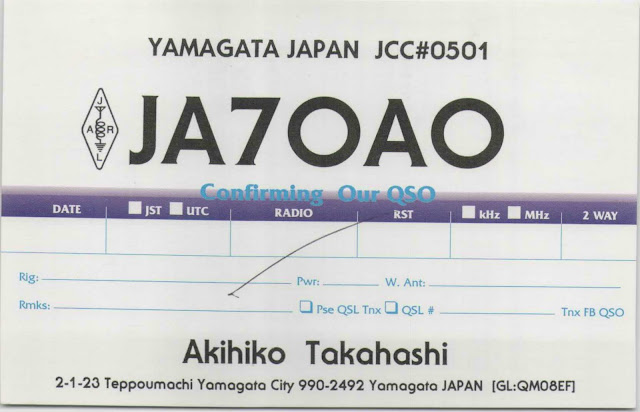 YAMAGATA JAPAN JCC#0501
J
A R
L
JA7OAO
Confirming Our QSO
DATE JST UTC RADIO RST kHz MHz 2 WAY
Rig: Pwr: W. Ant:
Rmks: Pse QSL Tnx QSL # Tnx FB QSO
Akihiko Takahashi
2-1-23 Teppoumachi Yamagata City 990-2492 Yamagata JAPAN [GL:QM08EF]